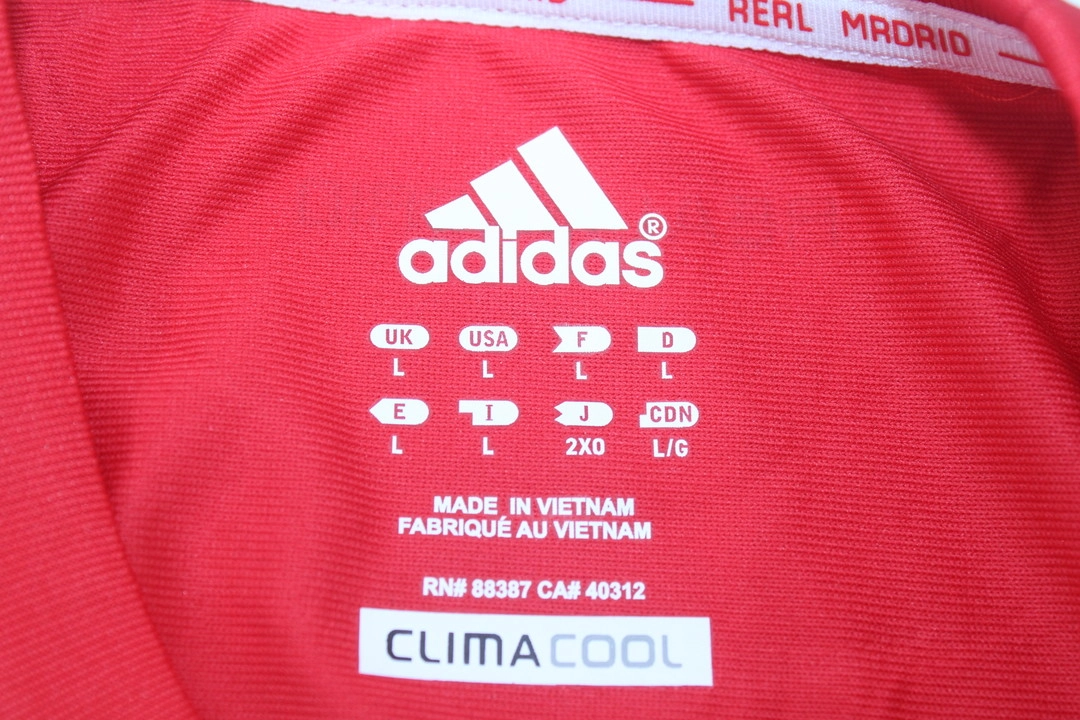 REAL MADRID
adidas®
UK USA F D
L L L L
E I J CDN
L L 2XO L/G
MADE IN VIETNAM
FABRIQUÉ AU VIETNAM
RN# 88387 CA# 40312
CLIMACOOL